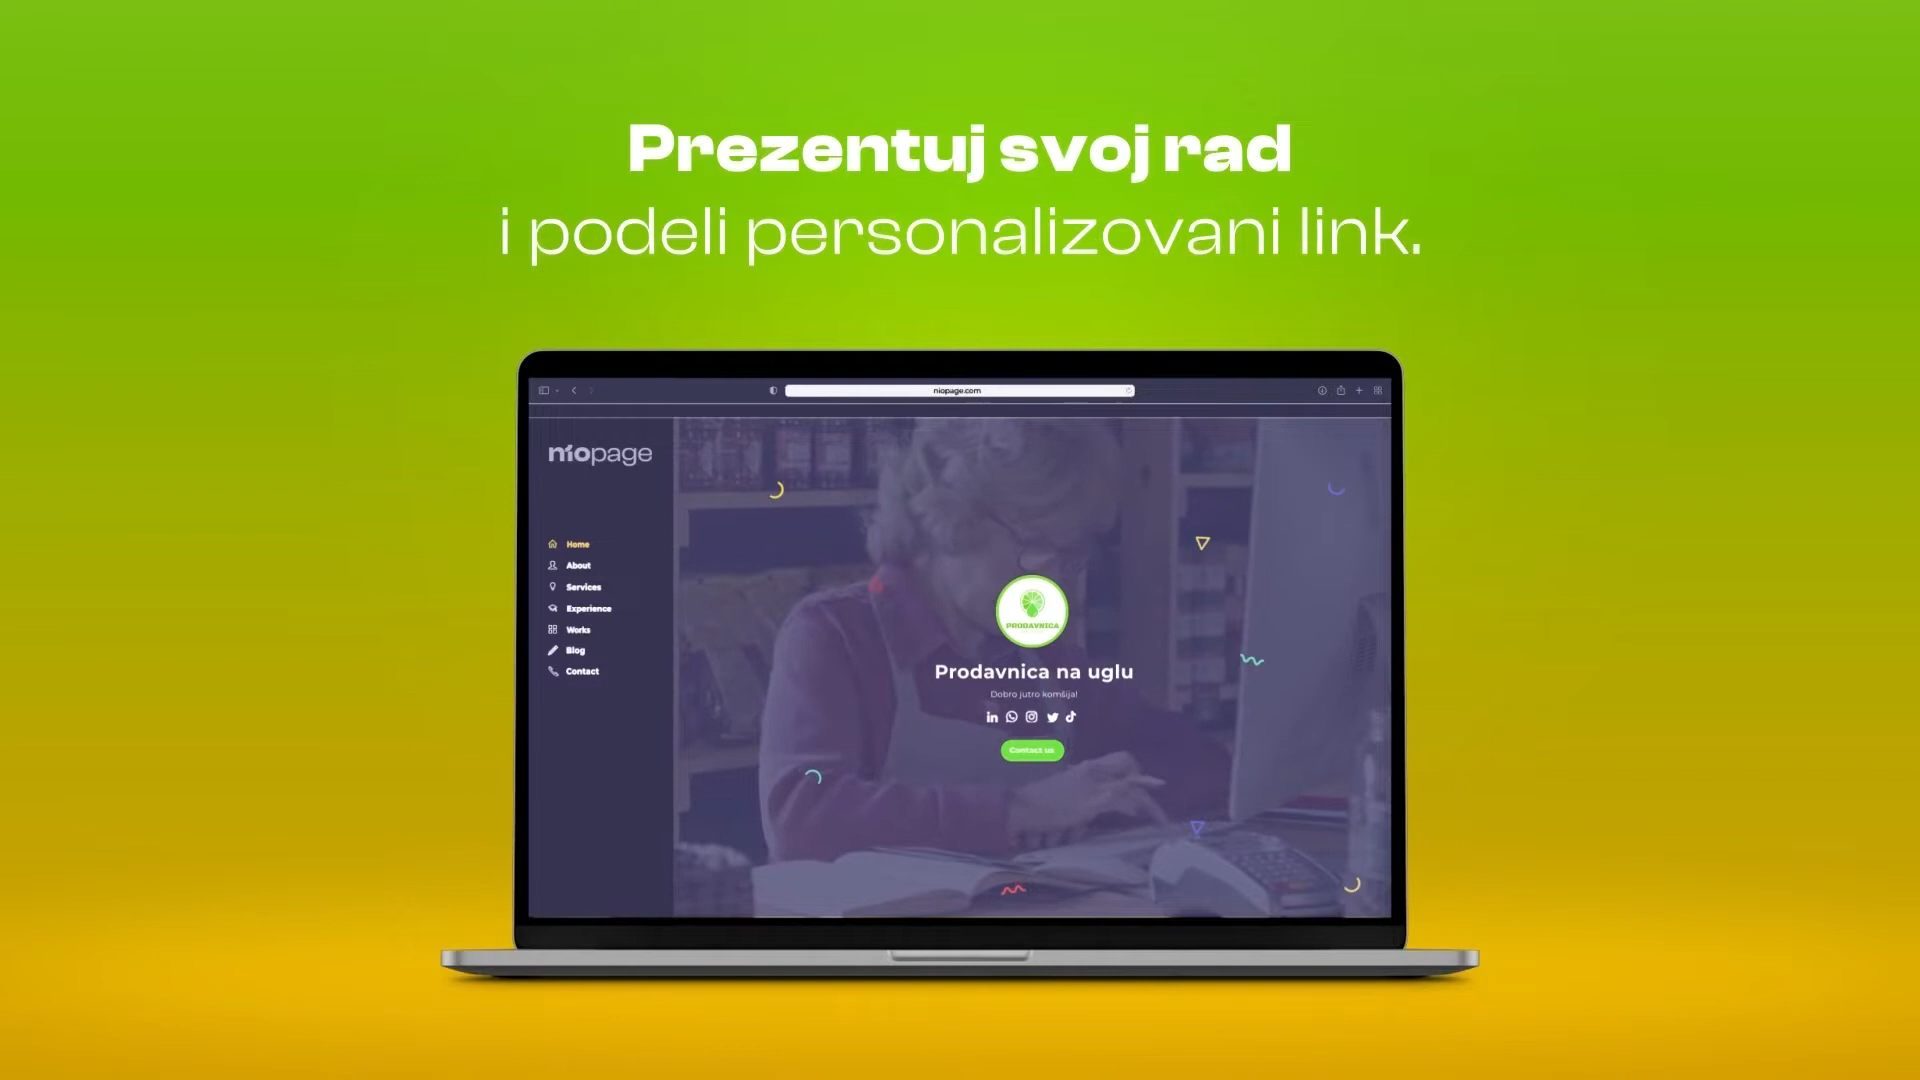 Prezentuj svoj rad
i podeli personalizovani link.
niopage.com
niopage
Home
About
Services
Experience
Works
Blog
Contact
PRODAVNICA
Prodavnica na uglu
Dobro jutro komšija!
in
Contact us